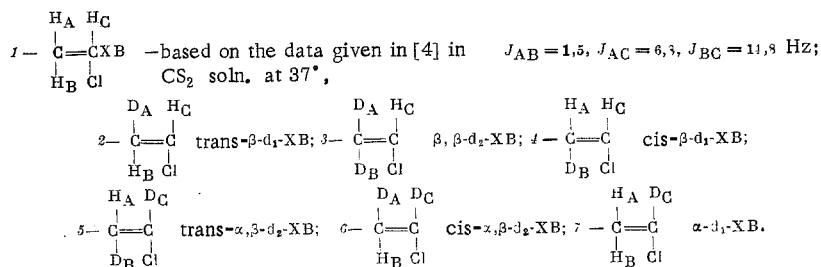 H_A H_C
1— C=C XB —based on the data given in [4] in J_AB = 1,5, J_AC = 6,8, J_BC = 14,8 Hz;
H_B Cl CS₂ soln. at 37°,
D_A H_C D_A H_C H_A H_C
2— C=C trans-β-d₁-XB; 3— C=C β, β-d₂-XB; 4— C=C cis-β-d₁-XB;
H_B Cl D_B Cl D_B Cl
H_A D_C D_A D_C H_A D_C
5— C=C trans-α,β-d₂-XB; 6— C=C cis-α,β-d₂-XB; 7— C=C α-d₁-XB.
D_B Cl H_B Cl H_B Cl